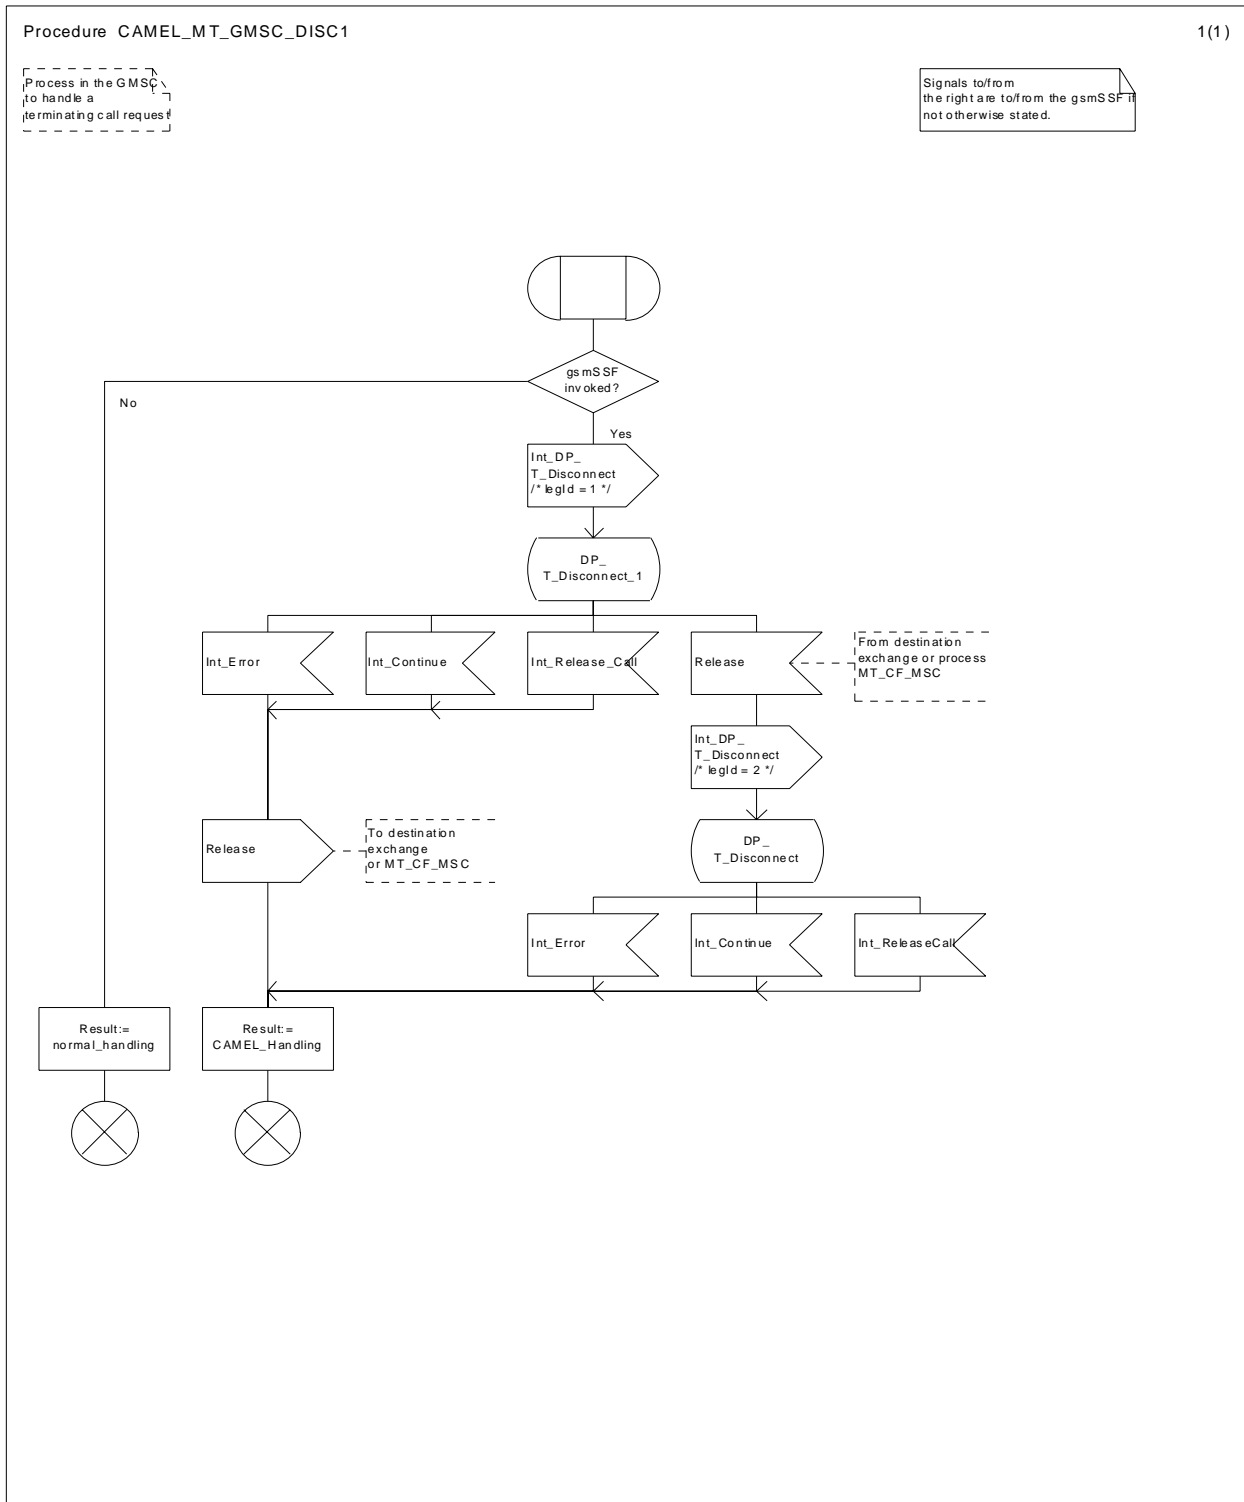 Procedure CAMEL_MT_GMSC_DISC1
1(1)
Process in the GMSC
to handle a
terminating call request
Signals to/from
the right are to/from the gsmSSF if
not otherwise stated.
gsmSSF
invoked?
No
Yes
Int_DP_
T_Disconnect
/* legId = 1 */
DP_
T_Disconnect_1
Int_Error
Int_Continue
Int_Release_Call
Release
From destination
exchange or process
MT_CF_MSC
Int_DP_
T_Disconnect
/* legId = 2 */
Release
To destination
exchange
or MT_CF_MSC
DP_
T_Disconnect
Int_Error
Int_Continue
Int_ReleaseCall
Result:=
normal_handling
Result:=
CAMEL_Handling